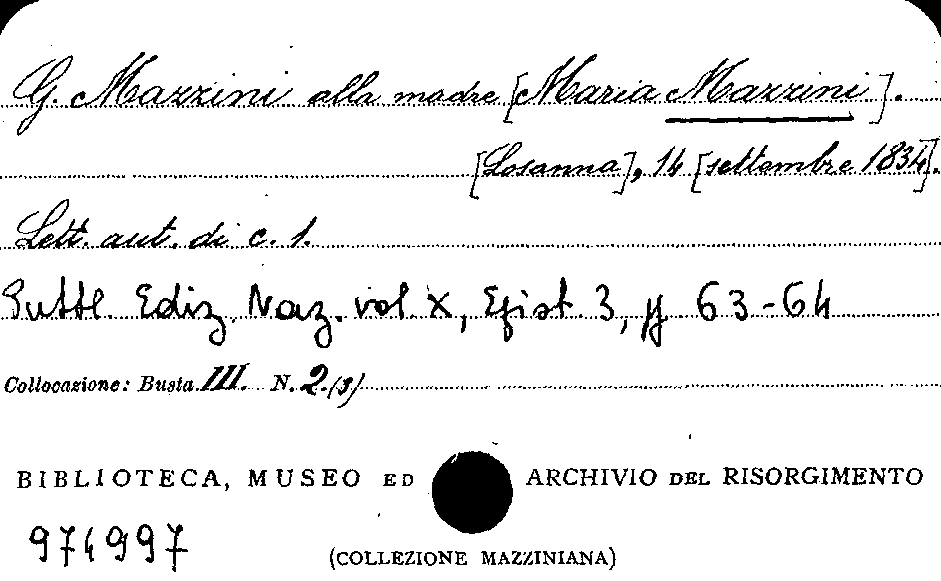 G. Mazzini alla madre [Maria Mazzini].
[Losanna], 14 [settembre 1834].
Lett. aut. di c. 1.
Pubbl. Ediz. Naz. vol. X, Epist. 3, pp 63-64
Collocazione: Busta III. N. 2.(3)
BIBLIOTECA, MUSEO ED ARCHIVIO DEL RISORGIMENTO
974997
(COLLEZIONE MAZZINIANA)